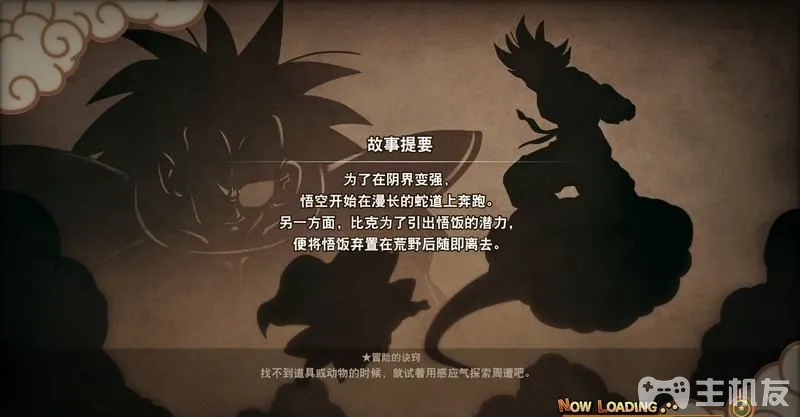 故事提要
为了在阴界变强，
悟空开始在漫长的蛇道上奔跑。
另一方面，比克为了引出悟饭的潜力，
便将悟饭弃置在荒野后随即离去。
★冒险的诀窍
找不到道具或动物的时候，就试着用感应气探索周遭吧。
NOW LOADING
主机友